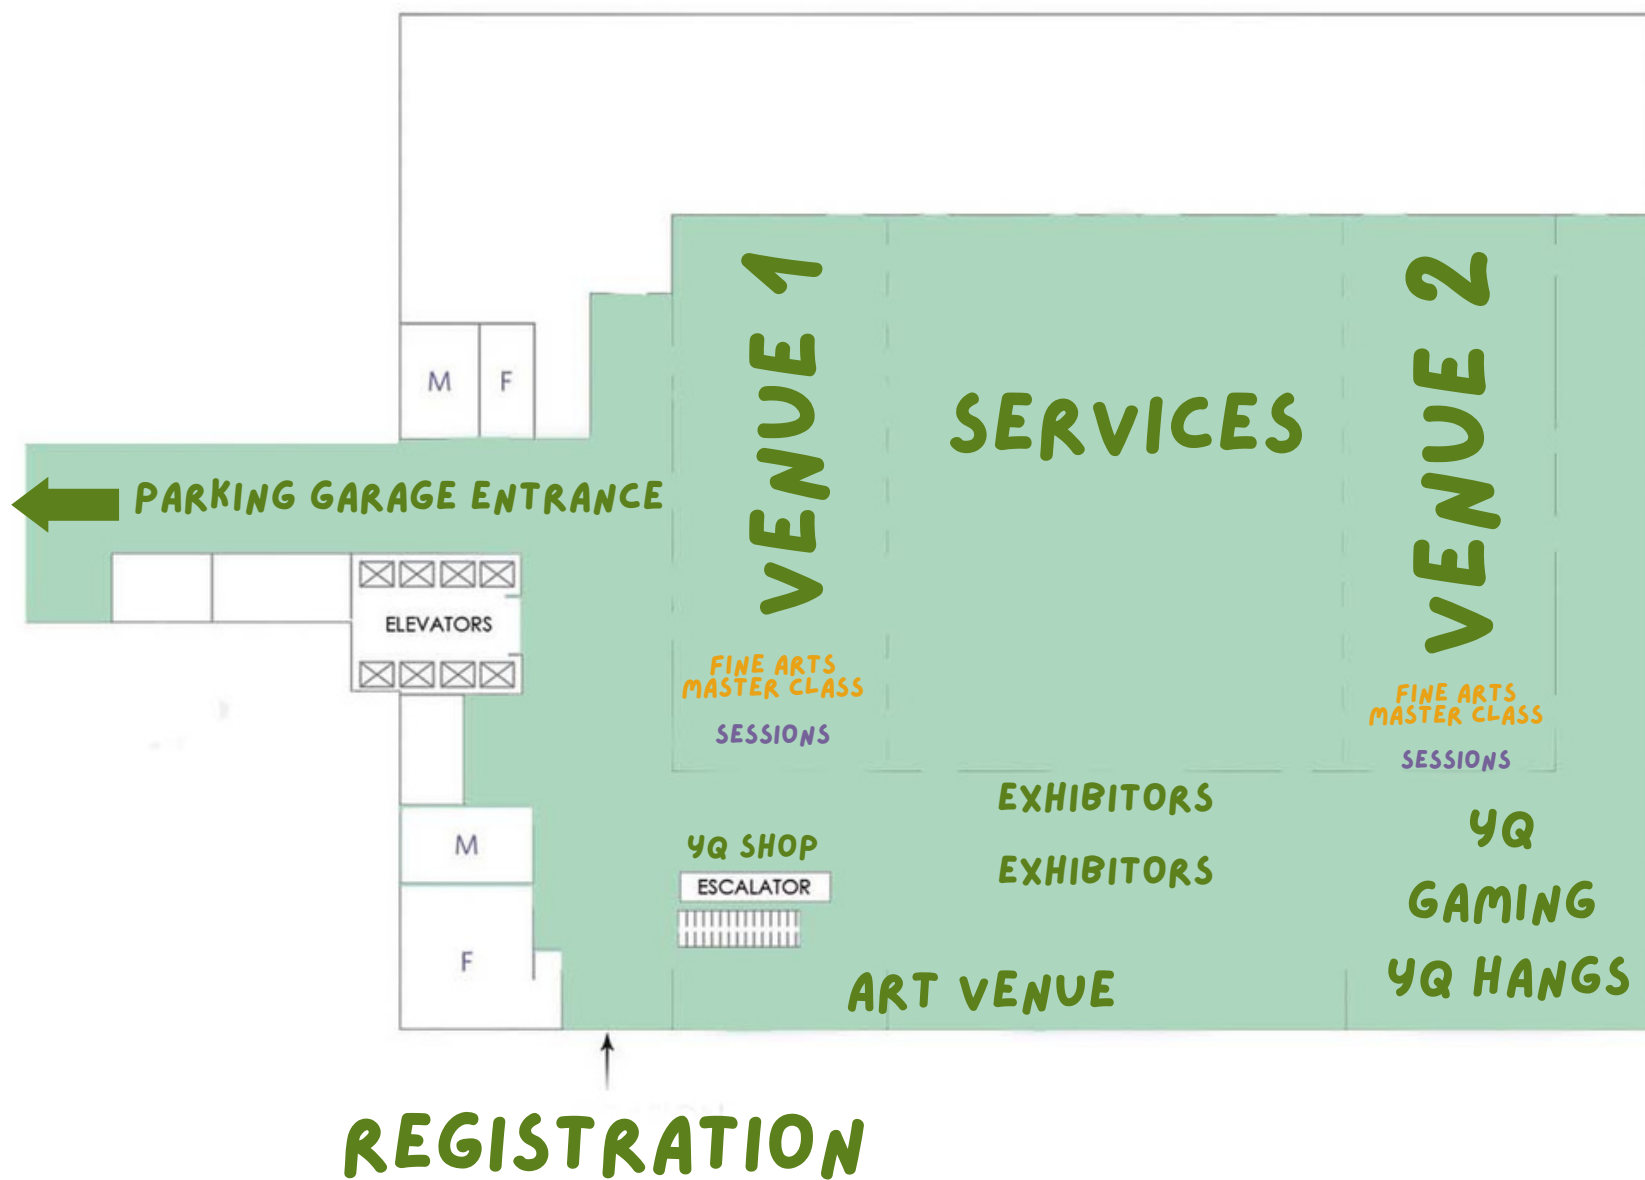 VENUE 1
VENUE 2
SERVICES
M
F
PARKING GARAGE ENTRANCE
ELEVATORS
FINE ARTS
MASTER CLASS
SESSIONS
FINE ARTS
MASTER CLASS
SESSIONS
EXHIBITORS
EXHIBITORS
YQ SHOP
ESCALATOR
M
F
YQ
GAMING
YQ HANGS
ART VENUE
REGISTRATION